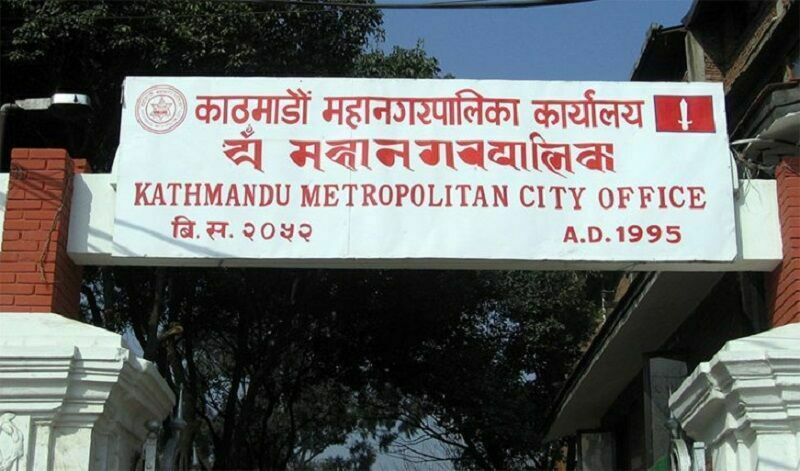 काठमाडौं महानगरपालिका कार्यालय
KATHMANDU METROPOLITAN CITY OFFICE
बि.स. २०५२
A.D. 1995